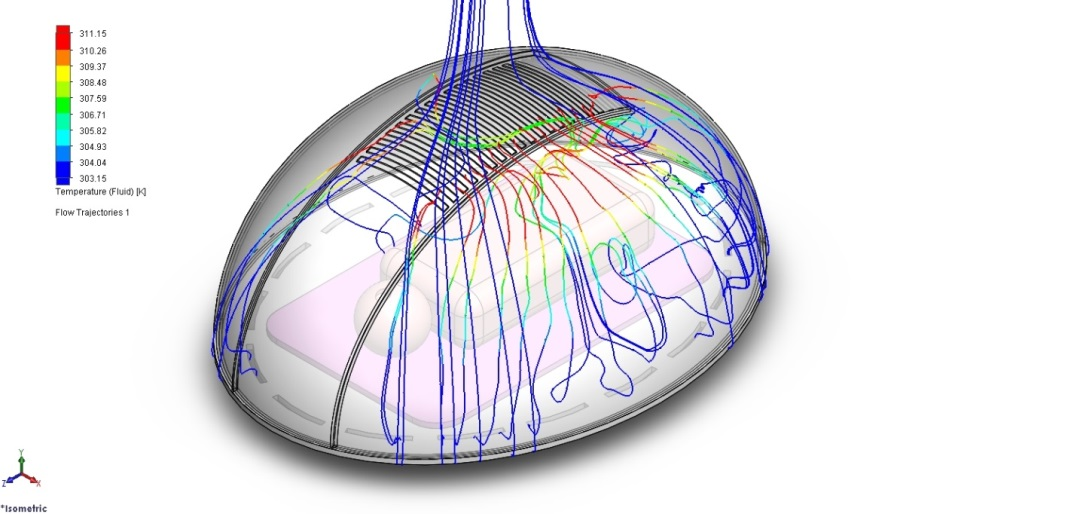 311.15
310.26
309.37
308.48
307.59
306.71
305.82
304.93
304.04
303.15
Temperature (Fluid) [K]
Flow Trajectories 1
Y
Z
X
*Isometric